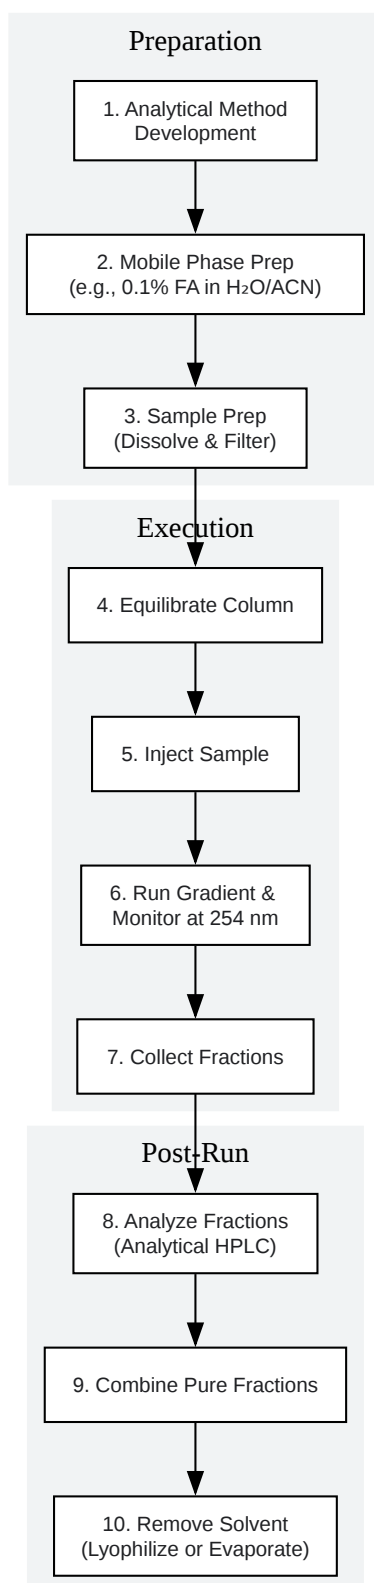 Preparation
1. Analytical Method
Development
2. Mobile Phase Prep
(e.g., 0.1% FA in H₂O/ACN)
3. Sample Prep
(Dissolve & Filter)
Execution
4. Equilibrate Column
5. Inject Sample
6. Run Gradient &
Monitor at 254 nm
7. Collect Fractions
Post-Run
8. Analyze Fractions
(Analytical HPLC)
9. Combine Pure Fractions
10. Remove Solvent
(Lyophilize or Evaporate)